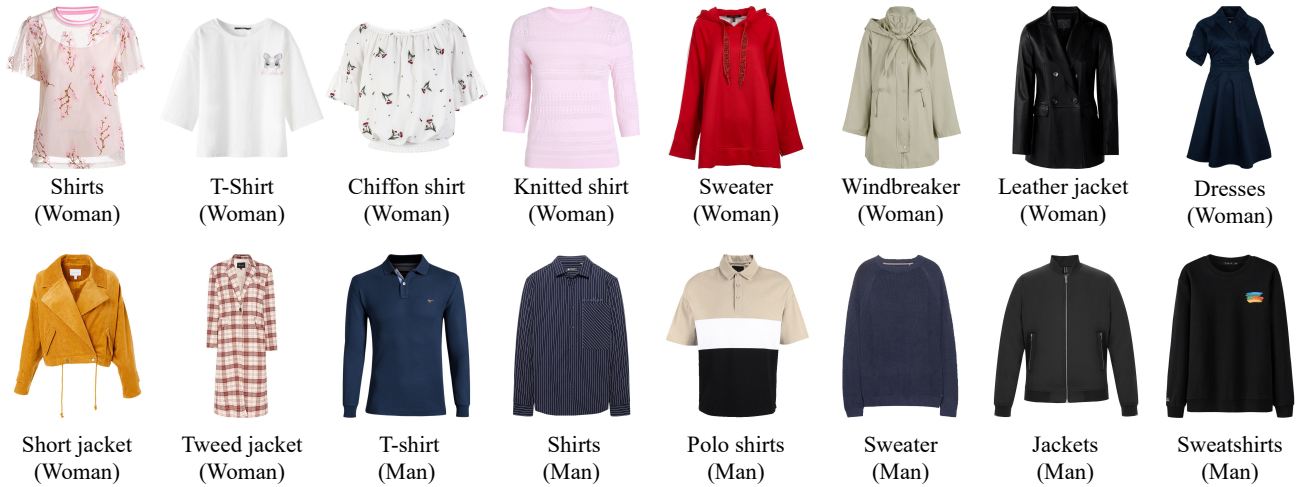 Shirts
(Woman)
T-Shirt
(Woman)
Chiffon shirt
(Woman)
Knitted shirt
(Woman)
Sweater
(Woman)
Windbreaker
(Woman)
Leather jacket
(Woman)
Dresses
(Woman)
Short jacket
(Woman)
Tweed jacket
(Woman)
T-shirt
(Man)
Shirts
(Man)
Polo shirts
(Man)
Sweater
(Man)
Jackets
(Man)
Sweatshirts
(Man)